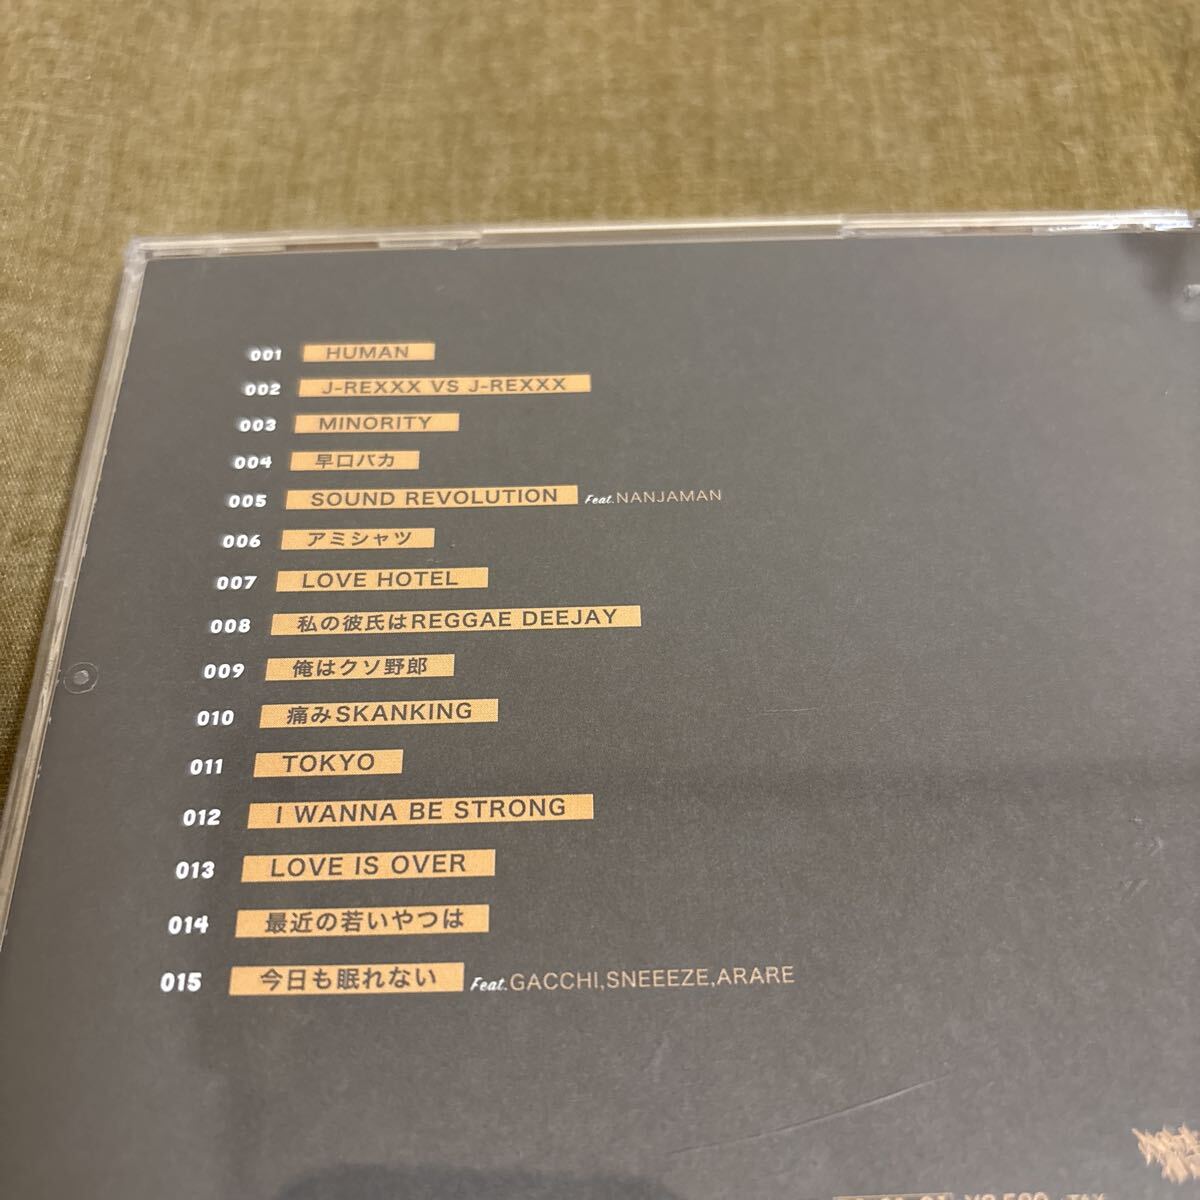 001 HUMAN
002 J-REXXX VS J-REXXX
003 MINORITY
004 早口バカ
005 SOUND REVOLUTION Feat.NANJAMAN
006 アミシャツ
007 LOVE HOTEL
008 私の彼氏はREGGAE DEEJAY
009 俺はクソ野郎
010 痛みSKANKING
011 TOKYO
012 I WANNA BE STRONG
013 LOVE IS OVER
014 最近の若いやつは
015 今日も眠れない Feat.GACCHI,SNEEEZE,ARARE